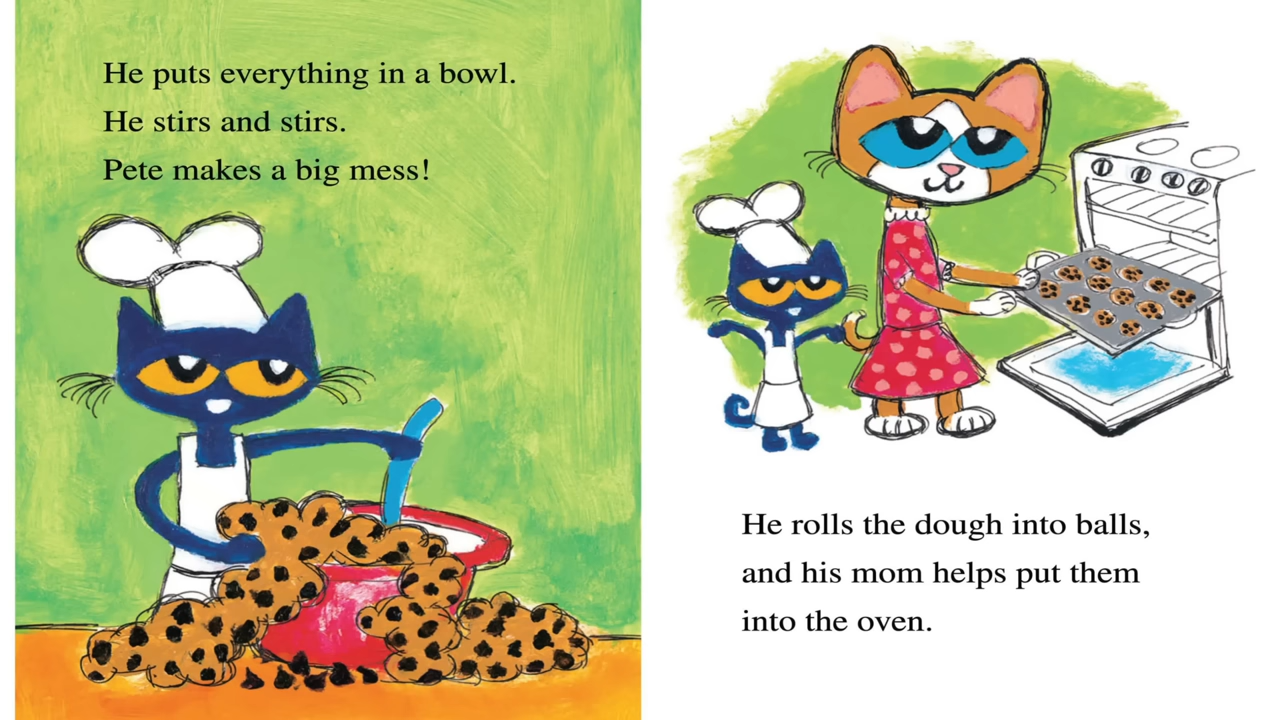 He puts everything in a bowl.
He stirs and stirs.
Pete makes a big mess!
He rolls the dough into balls,
and his mom helps put them
into the oven.